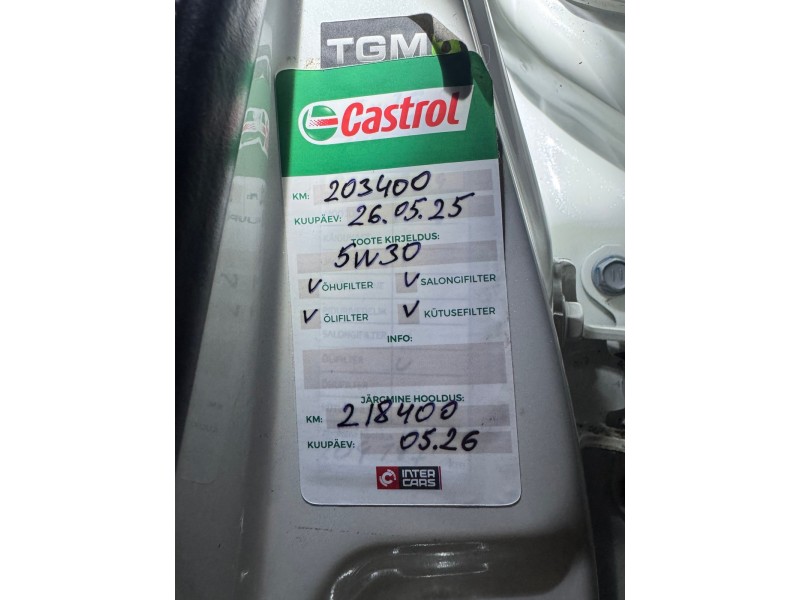 TGM
Castrol
KM: 203400
KUUPÄEV: 26.05.25
TOOTE KIRJELDUS:
5W30
V ÕHUFILTER V SALONGIFILTER
V ÕLIFILTER V KÜTUSEFILTER
INFO:
JÄRGMINE HOOLDUS:
KM: 218400
KUUPÄEV: 05.26
INTER
CARS